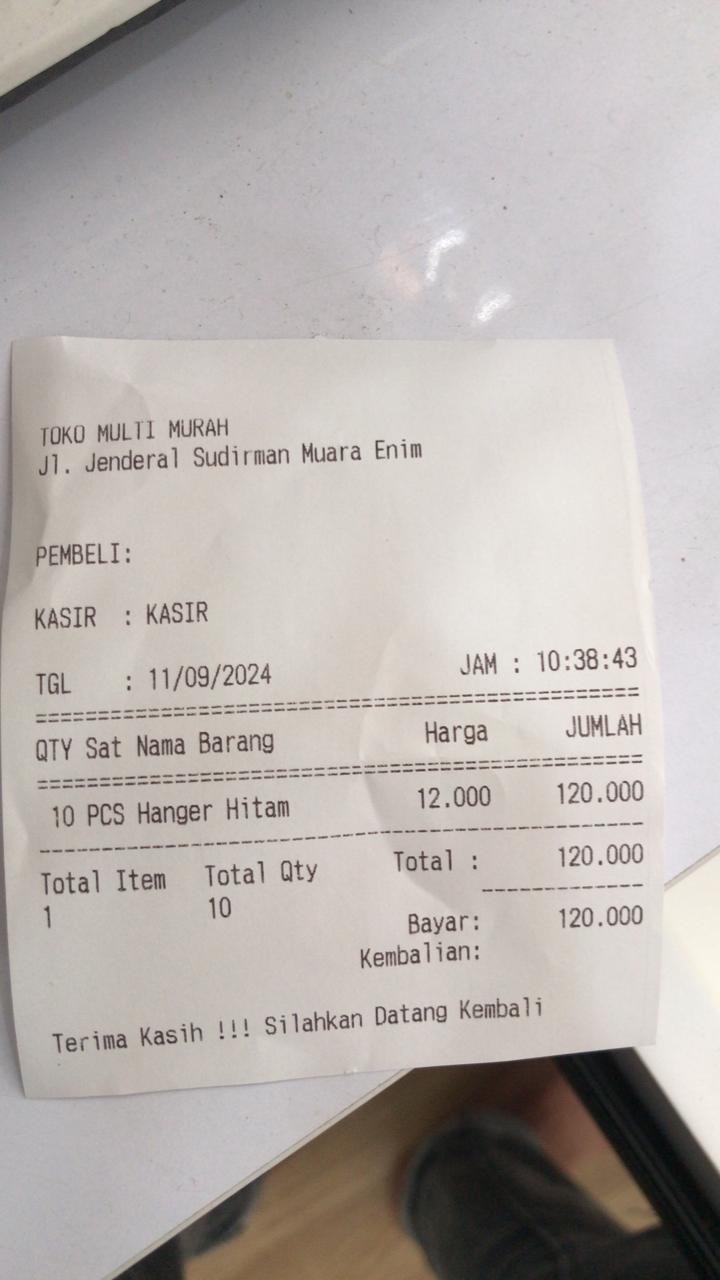 TOKO MULTI MURAH
Jl. Jenderal Sudirman Muara Enim
PEMBELI:
KASIR : KASIR
TGL : 11/09/2024 JAM : 10:38:43
=================================================
QTY Sat Nama Barang Harga JUMLAH
=================================================
10 PCS Hanger Hitam 12.000 120.000
-------------------------------------------------
Total Item Total Qty Total : 120.000
-------------
1 10 Bayar: 120.000
Kembalian:
Terima Kasih !!! Silahkan Datang Kembali